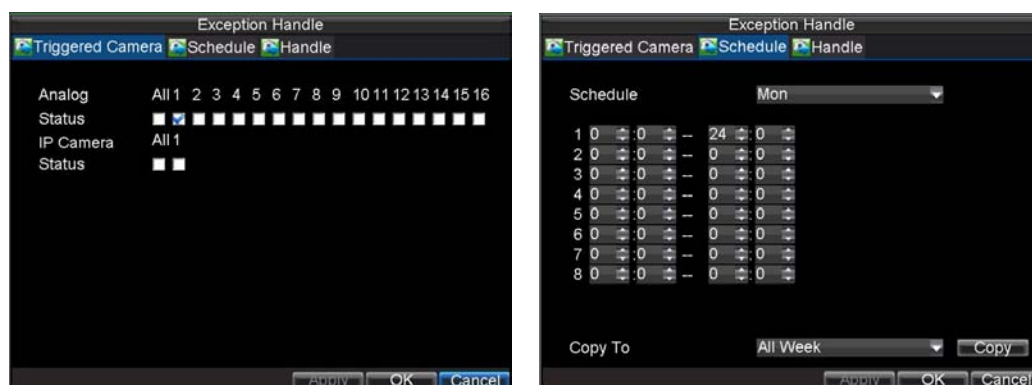 Exception Handle
Triggered Camera Schedule Handle
Analog All 1 2 3 4 5 6 7 8 9 10 11 12 13 14 15 16
Status
IP Camera All 1
Status
Apply OK Cancel
Exception Handle
Triggered Camera Schedule Handle
Schedule Mon
1 0 :0 -- 24 :0
2 0 :0 -- 0 :0
3 0 :0 -- 0 :0
4 0 :0 -- 0 :0
5 0 :0 -- 0 :0
6 0 :0 -- 0 :0
7 0 :0 -- 0 :0
8 0 :0 -- 0 :0
Copy To All Week Copy
Apply OK Cancel